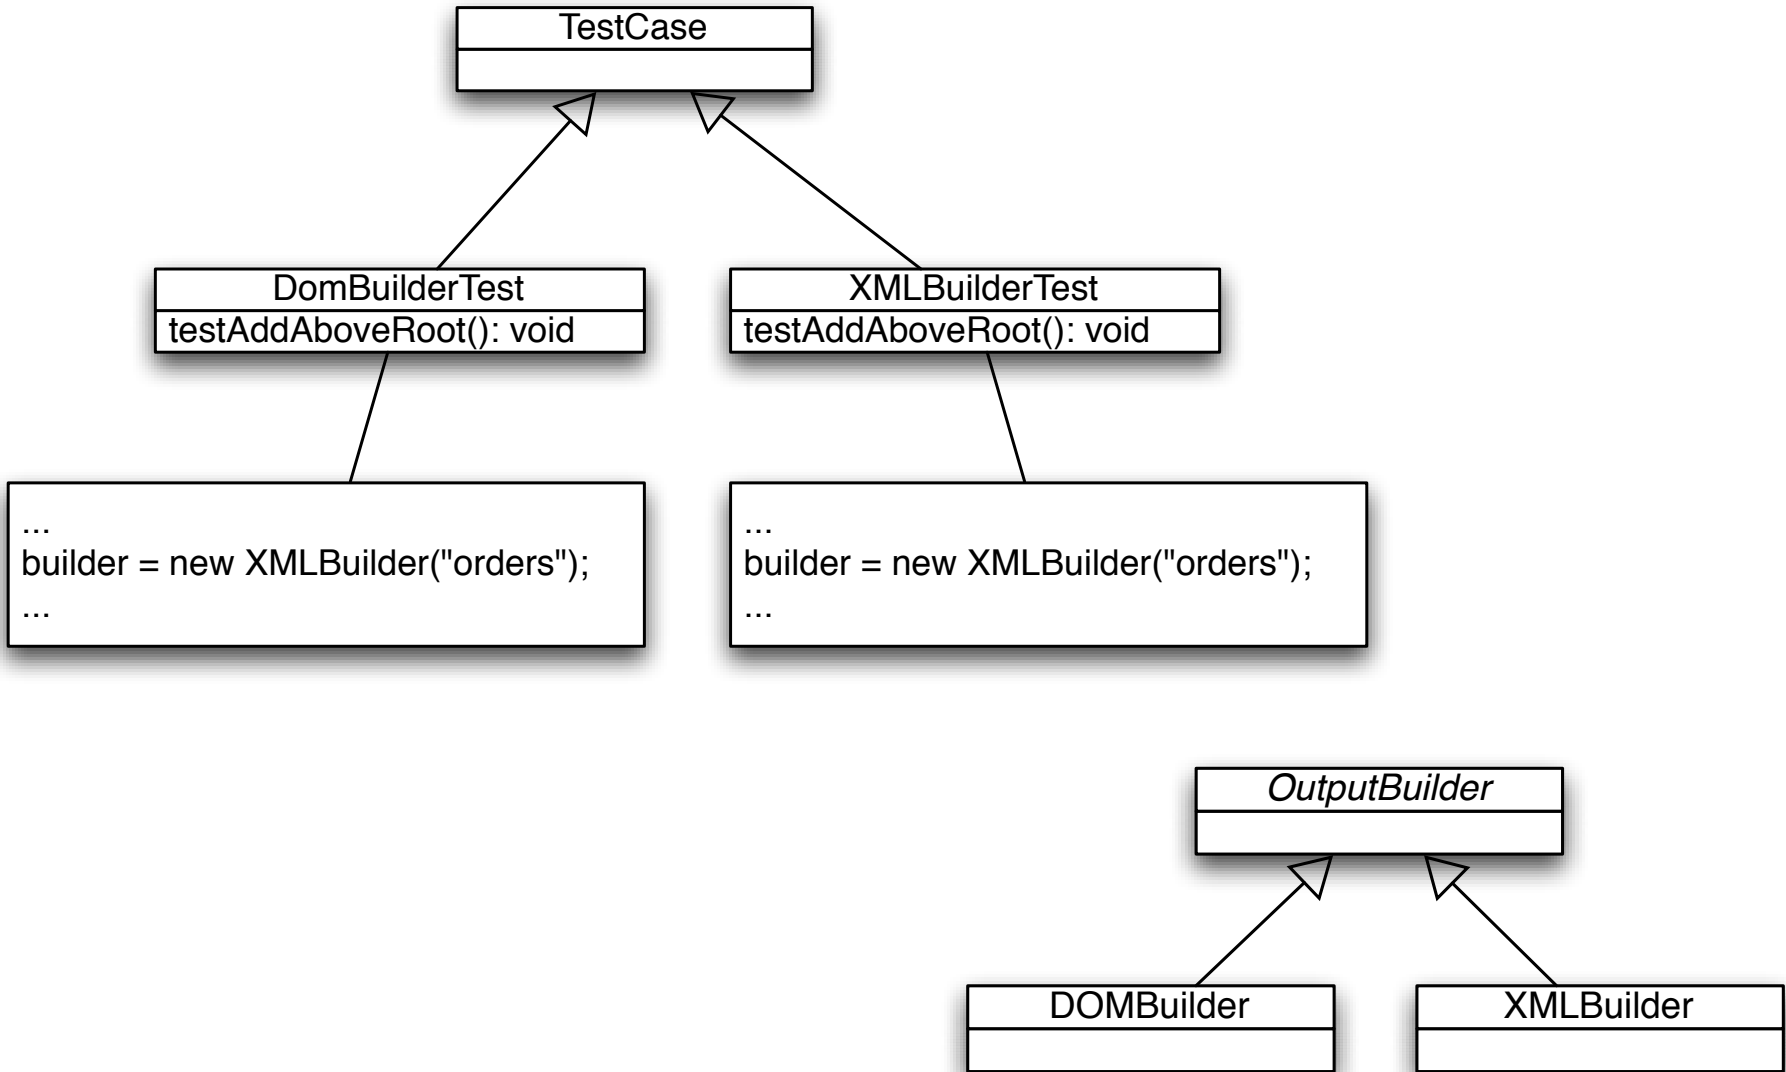 TestCase
DomBuilderTest
testAddAboveRoot(): void
XMLBuilderTest
testAddAboveRoot(): void
...
builder = new XMLBuilder("orders");
...
...
builder = new XMLBuilder("orders");
...
OutputBuilder
DOMBuilder
XMLBuilder